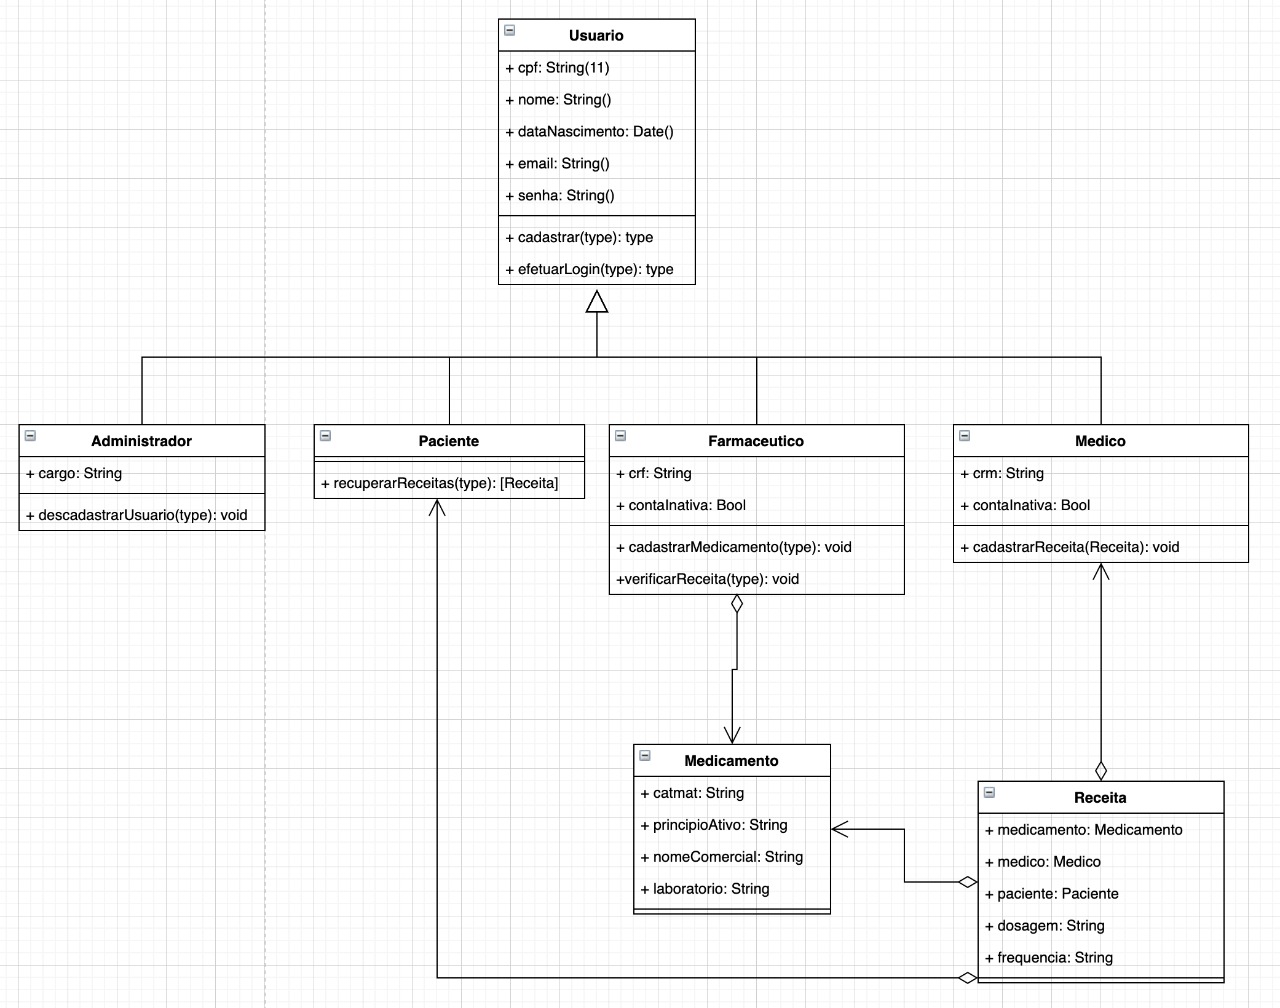 Usuario
+ cpf: String(11)
+ nome: String()
+ dataNascimento: Date()
+ email: String()
+ senha: String()
+ cadastrar(type): type
+ efetuarLogin(type): type
Administrador
+ cargo: String
+ descadastrarUsuario(type): void
Paciente
+ recuperarReceitas(type): [Receita]
Farmaceutico
+ crf: String
+ contaInativa: Bool
+ cadastrarMedicamento(type): void
+verificarReceita(type): void
Medico
+ crm: String
+ contaInativa: Bool
+ cadastrarReceita(Receita): void
Medicamento
+ catmat: String
+ principioAtivo: String
+ nomeComercial: String
+ laboratorio: String
Receita
+ medicamento: Medicamento
+ medico: Medico
+ paciente: Paciente
+ dosagem: String
+ frequencia: String